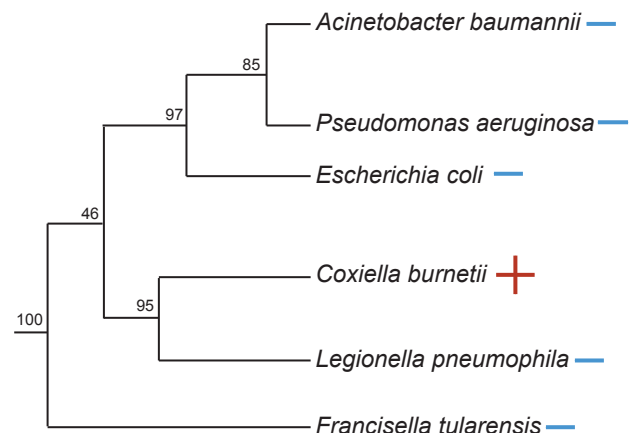 Acinetobacter baumannii
85
Pseudomonas aeruginosa
97
Escherichia coli
46
Coxiella burnetii
95
100
Legionella pneumophila
Francisella tularensis